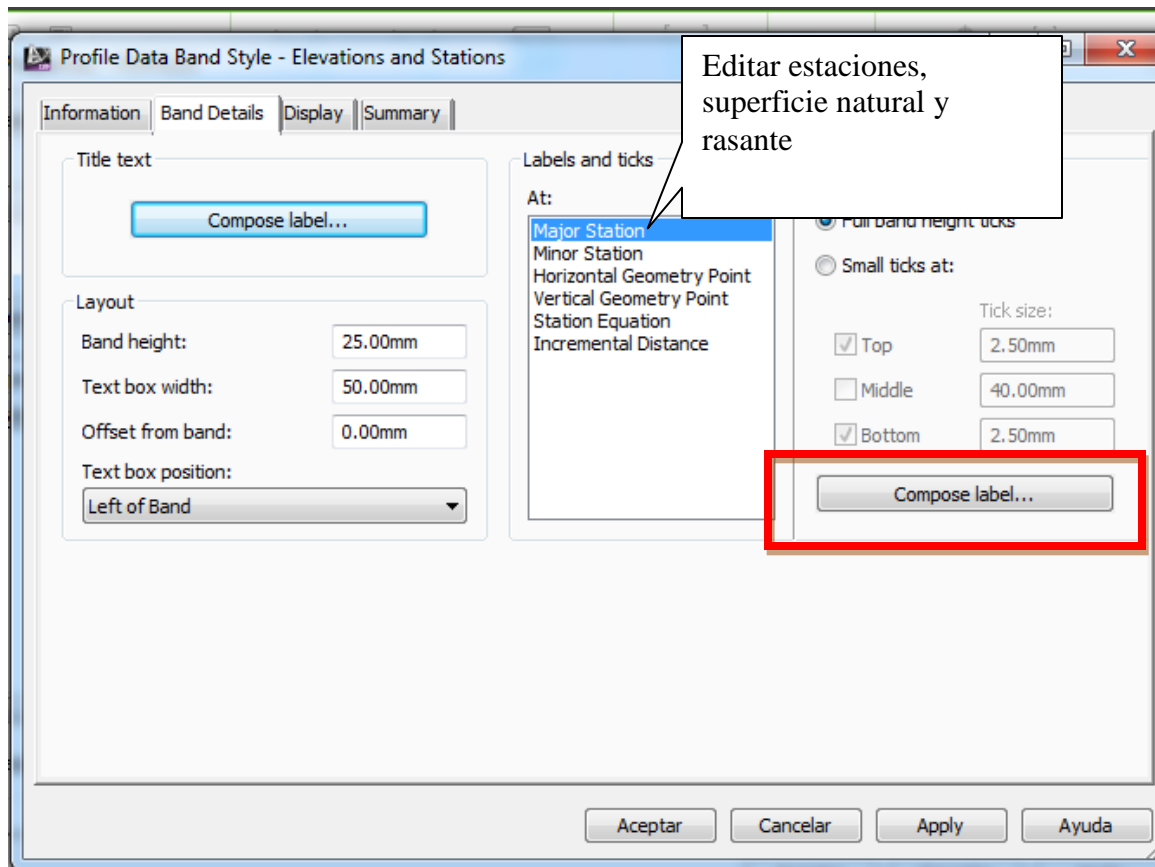 Profile Data Band Style - Elevations and Stations
Editar estaciones,
superficie natural y
rasante
Information
Band Details
Display
Summary
Title text
Compose label...
Layout
Band height:
25.00mm
Text box width:
50.00mm
Offset from band:
0.00mm
Text box position:
Left of Band
Labels and ticks
At:
Major Station
Minor Station
Horizontal Geometry Point
Vertical Geometry Point
Station Equation
Incremental Distance
Full band height ticks
Small ticks at:
Tick size:
Top
2.50mm
Middle
40.00mm
Bottom
2.50mm
Compose label...
Aceptar
Cancelar
Apply
Ayuda